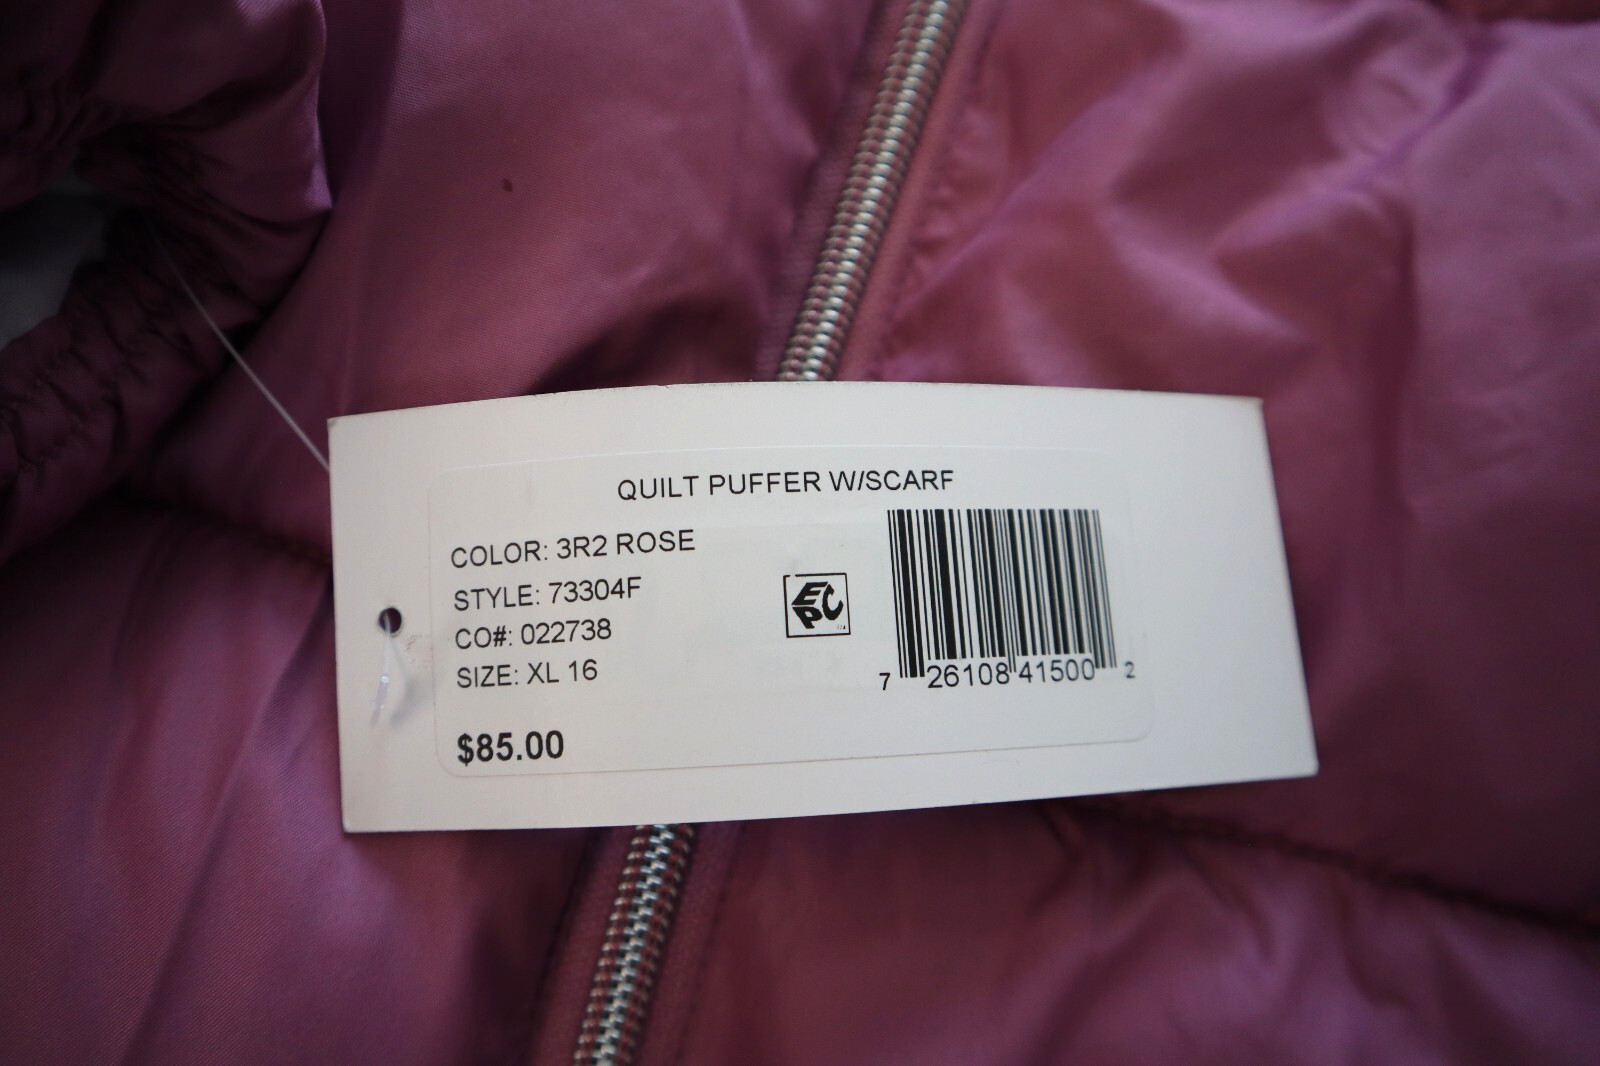 QUILT PUFFER W/SCARF
COLOR: 3R2 ROSE
STYLE: 73304F
CO#: 022738
SIZE: XL 16
$85.00
EPC
7 26108 41500 2